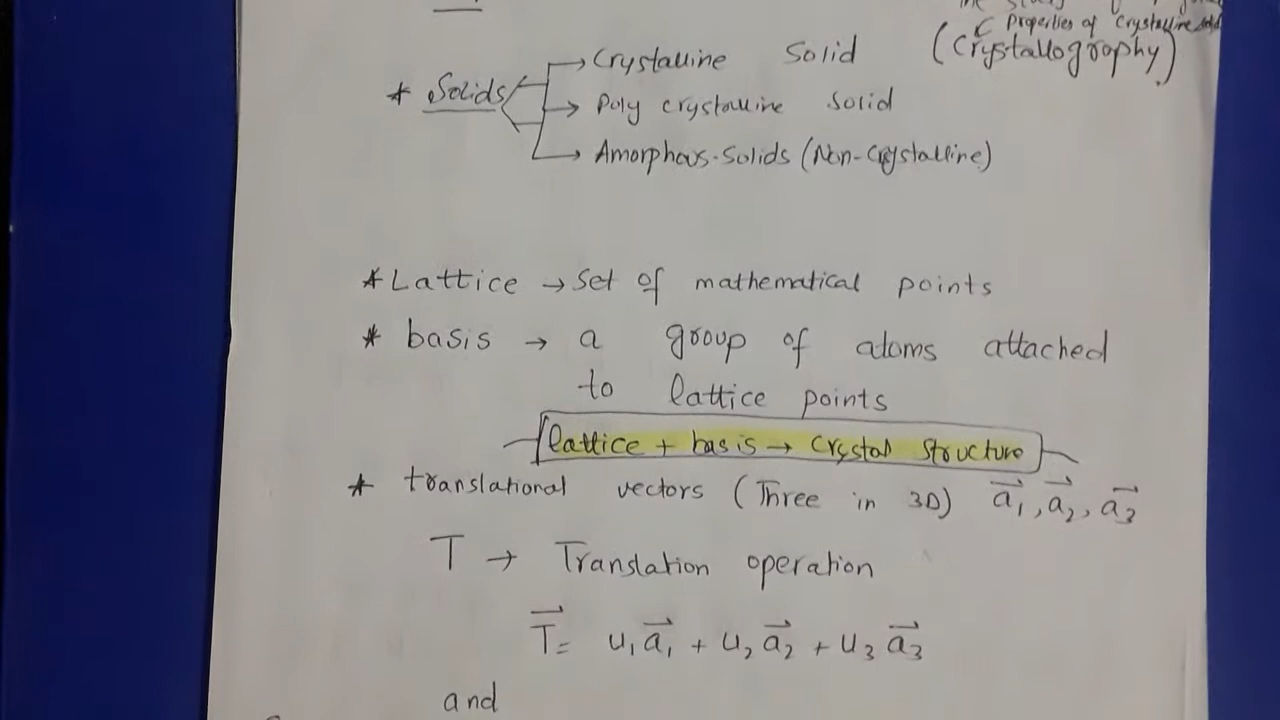 Properties of Crystalline
(Crystallography)
* Solids → Crystalline Solid
→ Poly crystalline solid
→ Amorphous-Solids (Non-Crystalline)
* Lattice → Set of mathematical points
* basis → a group of atoms attached
to lattice points
lattice + basis → Crystal Structure
* translational vectors (Three in 3D) a⃗₁, a⃗₂, a⃗₃
T → Translation operation
T⃗ = u₁a⃗₁ + u₂a⃗₂ + u₃a⃗₃
and